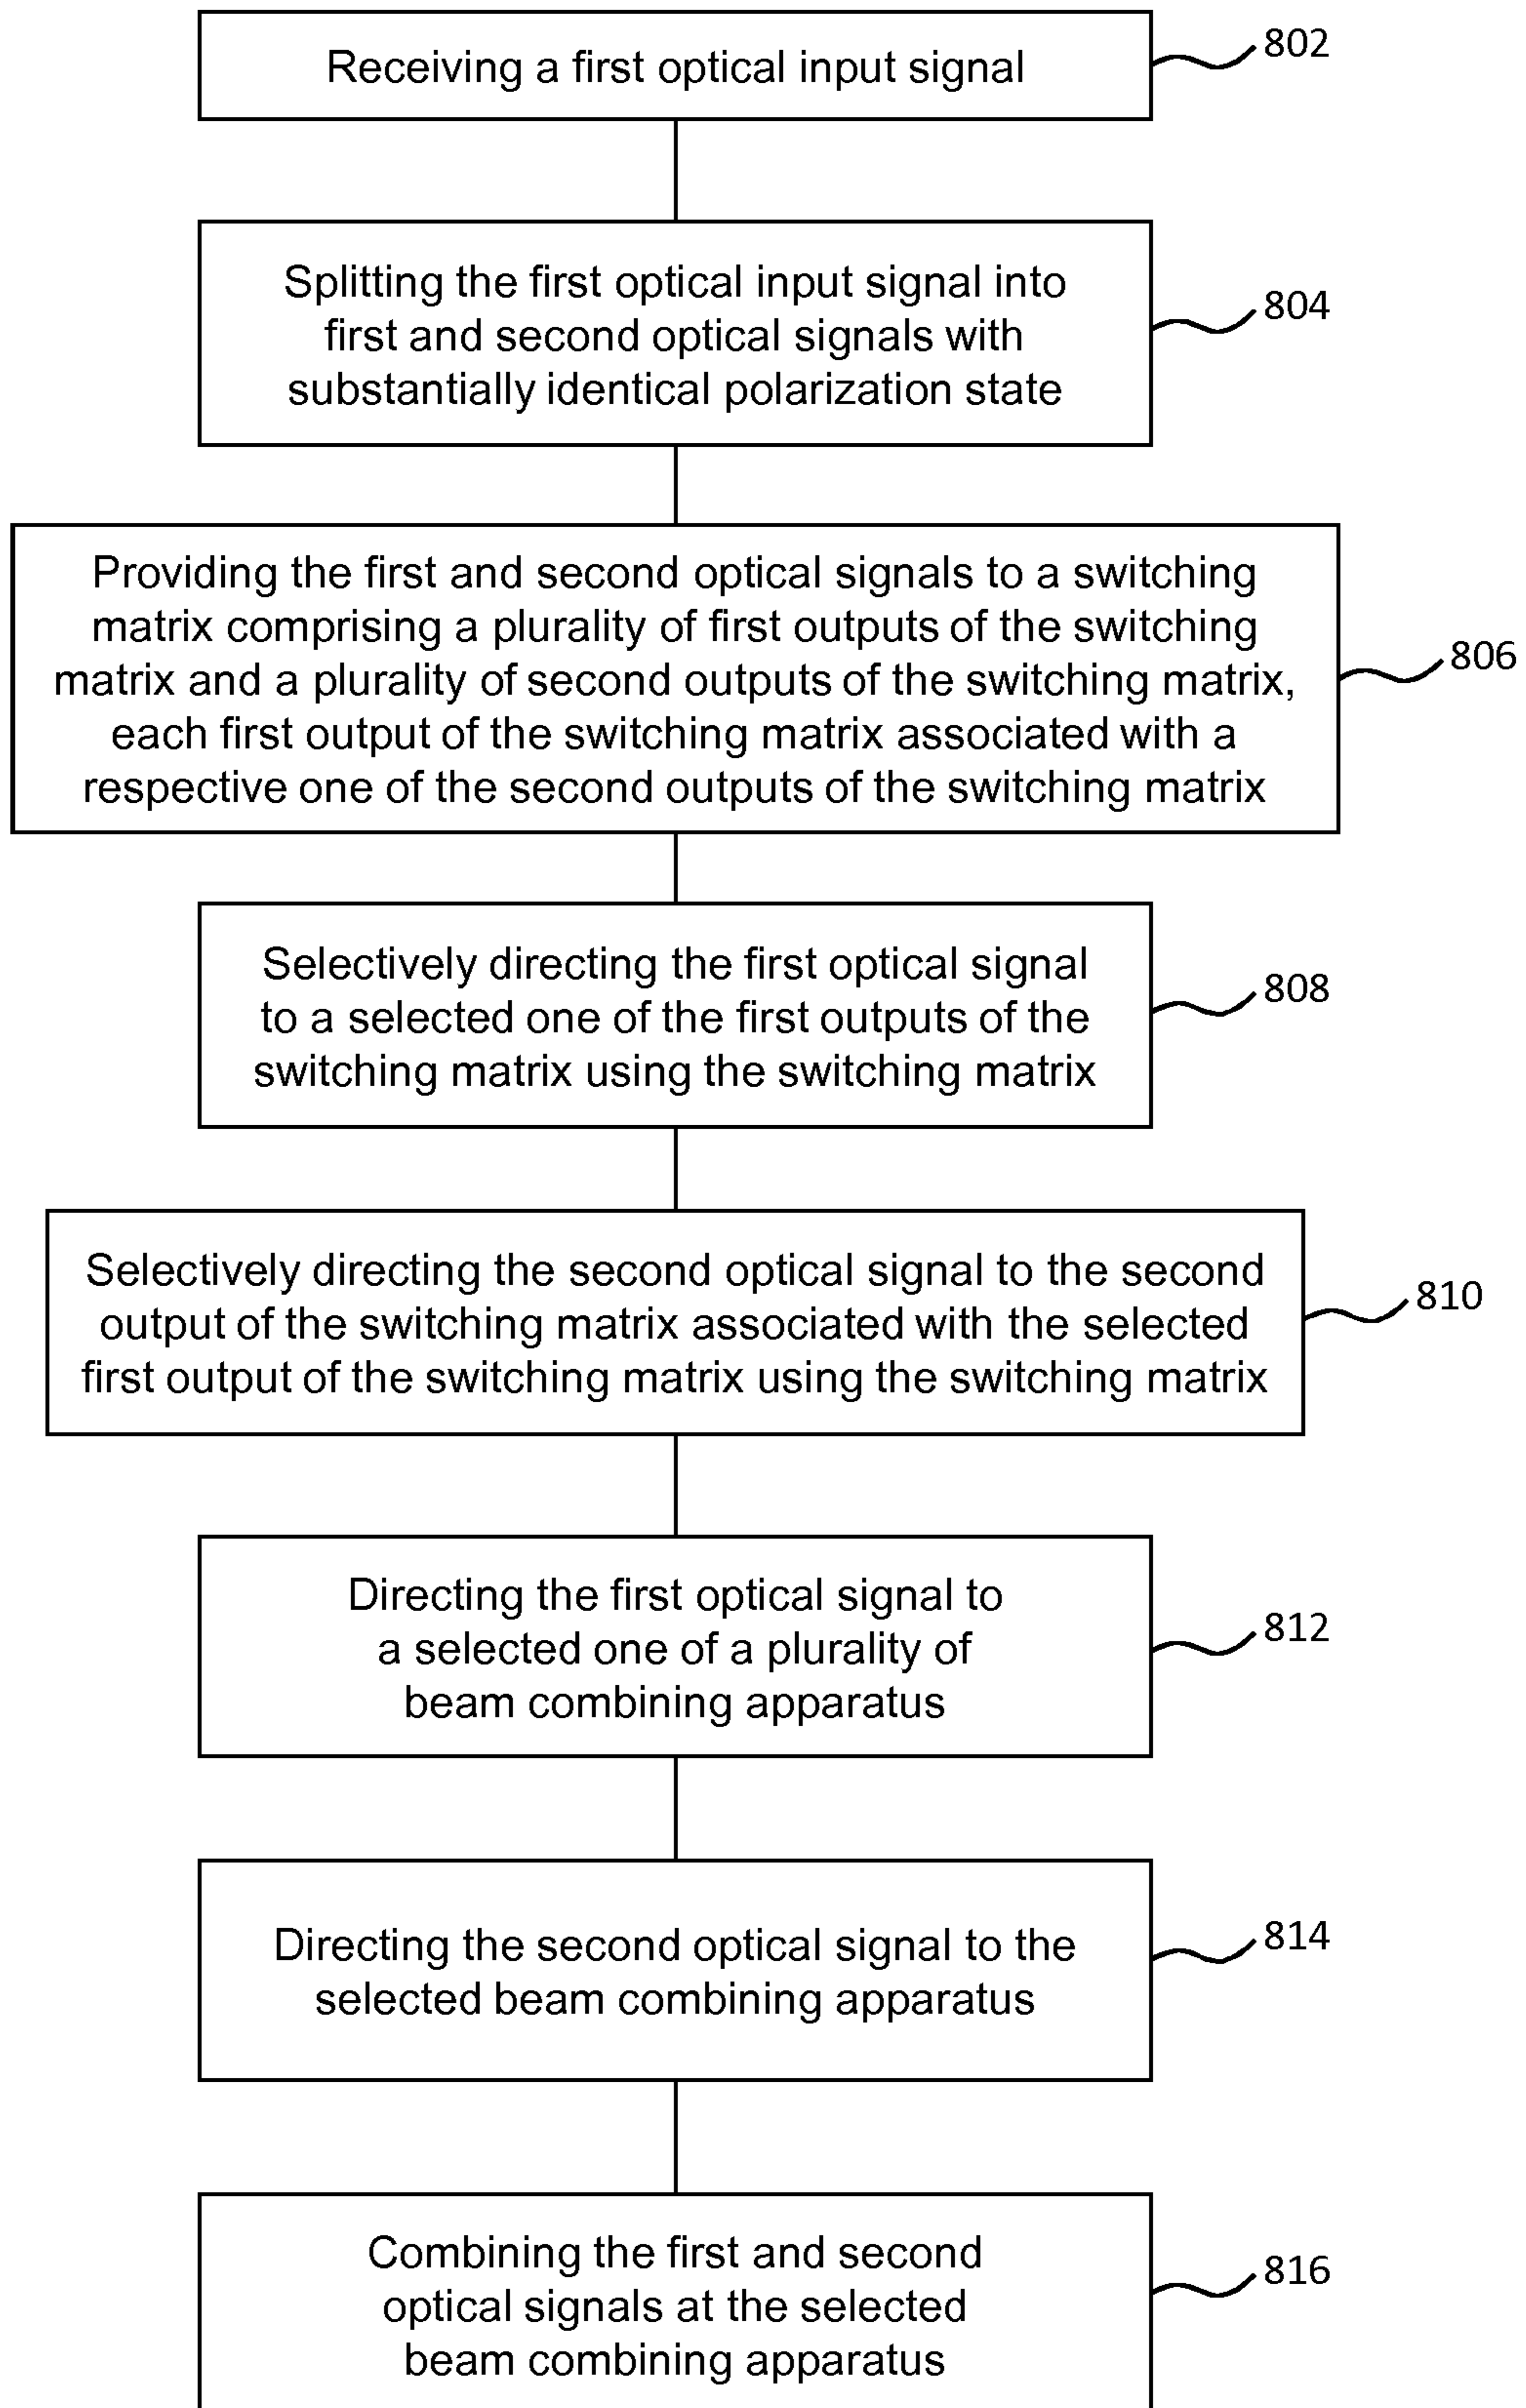 Receiving a first optical input signal
802
Splitting the first optical input signal into
first and second optical signals with
substantially identical polarization state
804
Providing the first and second optical signals to a switching
matrix comprising a plurality of first outputs of the switching
matrix and a plurality of second outputs of the switching matrix,
each first output of the switching matrix associated with a
respective one of the second outputs of the switching matrix
806
Selectively directing the first optical signal
to a selected one of the first outputs of the
switching matrix using the switching matrix
808
Selectively directing the second optical signal to the second
output of the switching matrix associated with the selected
first output of the switching matrix using the switching matrix
810
Directing the first optical signal to
a selected one of a plurality of
beam combining apparatus
812
Directing the second optical signal to the
selected beam combining apparatus
814
Combining the first and second
optical signals at the selected
beam combining apparatus
816